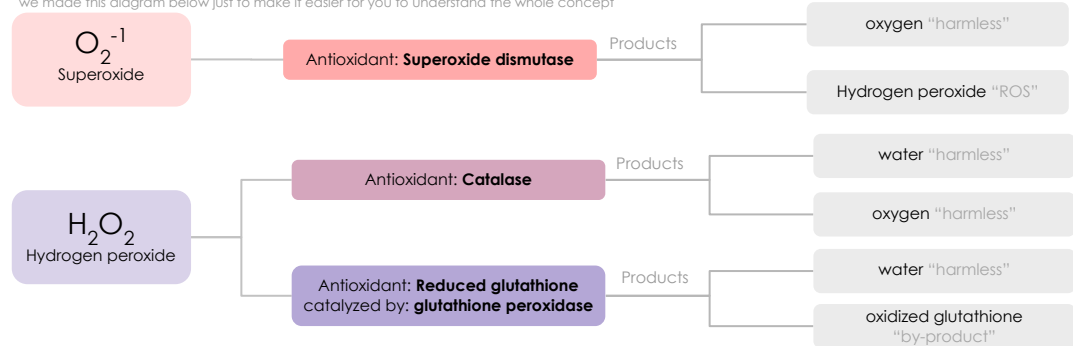 we made this diagram below just to make it easier for you to understand the whole concept
O₂⁻¹
Superoxide
Antioxidant: Superoxide dismutase
Products
oxygen “harmless”
Hydrogen peroxide “ROS”
H₂O₂
Hydrogen peroxide
Antioxidant: Catalase
Products
water “harmless”
oxygen “harmless”
Antioxidant: Reduced glutathione
catalyzed by: glutathione peroxidase
Products
water “harmless”
oxidized glutathione
“by-product”